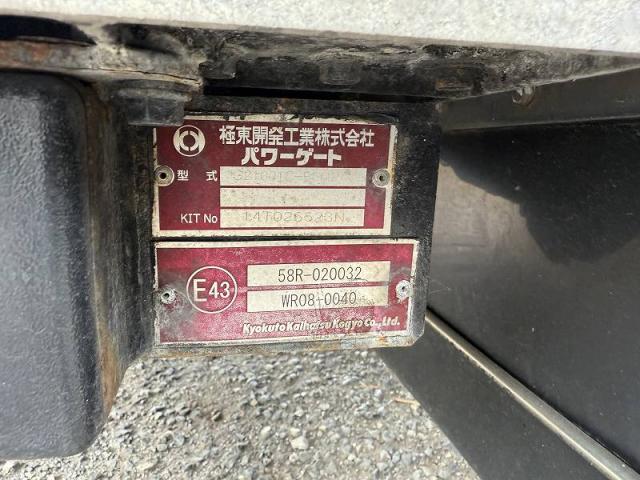 極東開発工業株式会社
パワーゲート
型式
KIT No 14T026623N
E43
58R-020032
WR08-0040
Kyokuto Kaihatsu Kogyo Co., Ltd.